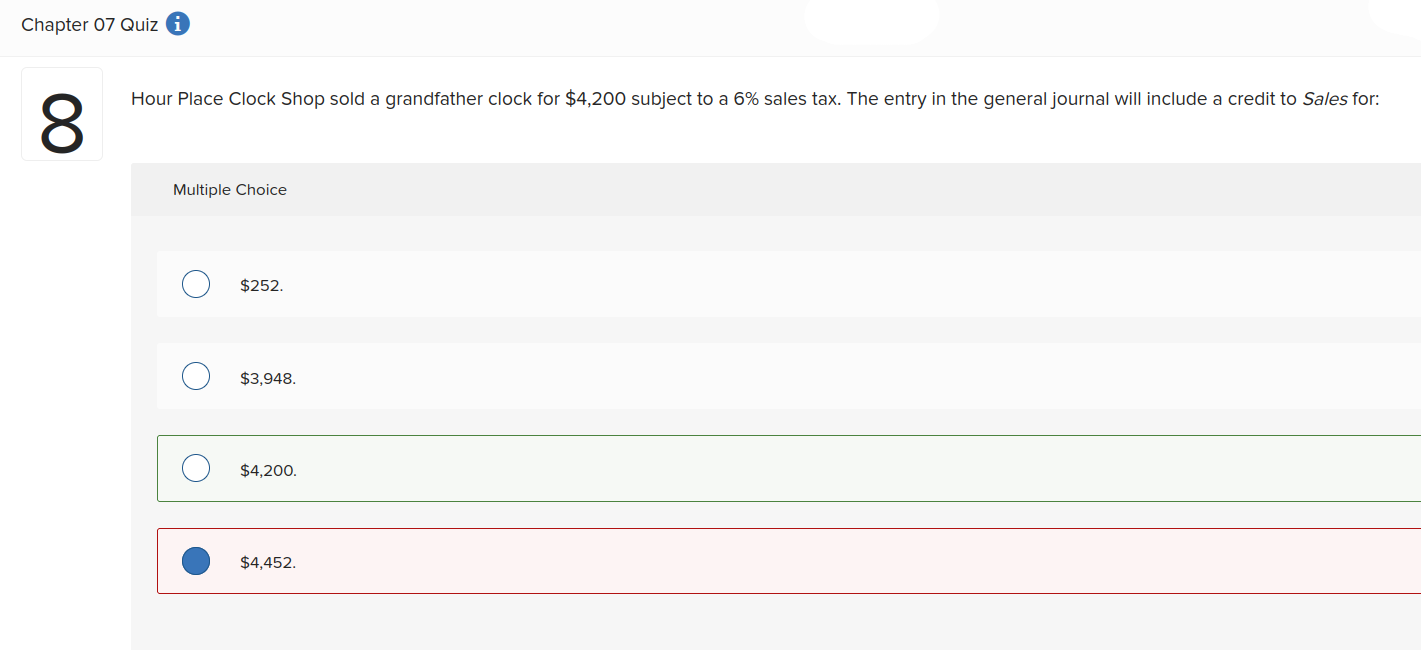 Chapter 07 Quiz i
8
Hour Place Clock Shop sold a grandfather clock for $4,200 subject to a 6% sales tax. The entry in the general journal will include a credit to Sales for:
Multiple Choice
$252.
$3,948.
$4,200.
$4,452.